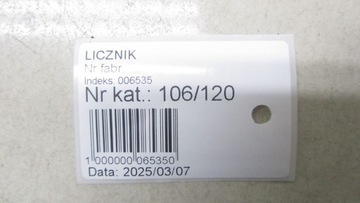 LICZNIK
Nr fabr.
Indeks: 006535
Nr kat.: 106/120
1 000000 065350
Data: 2025/03/07